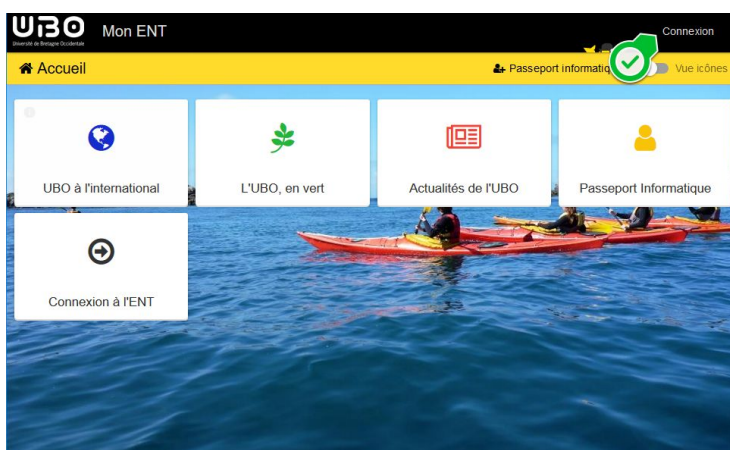 UBO
Université de Bretagne Occidentale
Mon ENT
Connexion
Accueil
Passeport informatiq
Vue icônes
UBO à l'international
L'UBO, en vert
Actualités de l'UBO
Passeport Informatique
Connexion à l'ENT